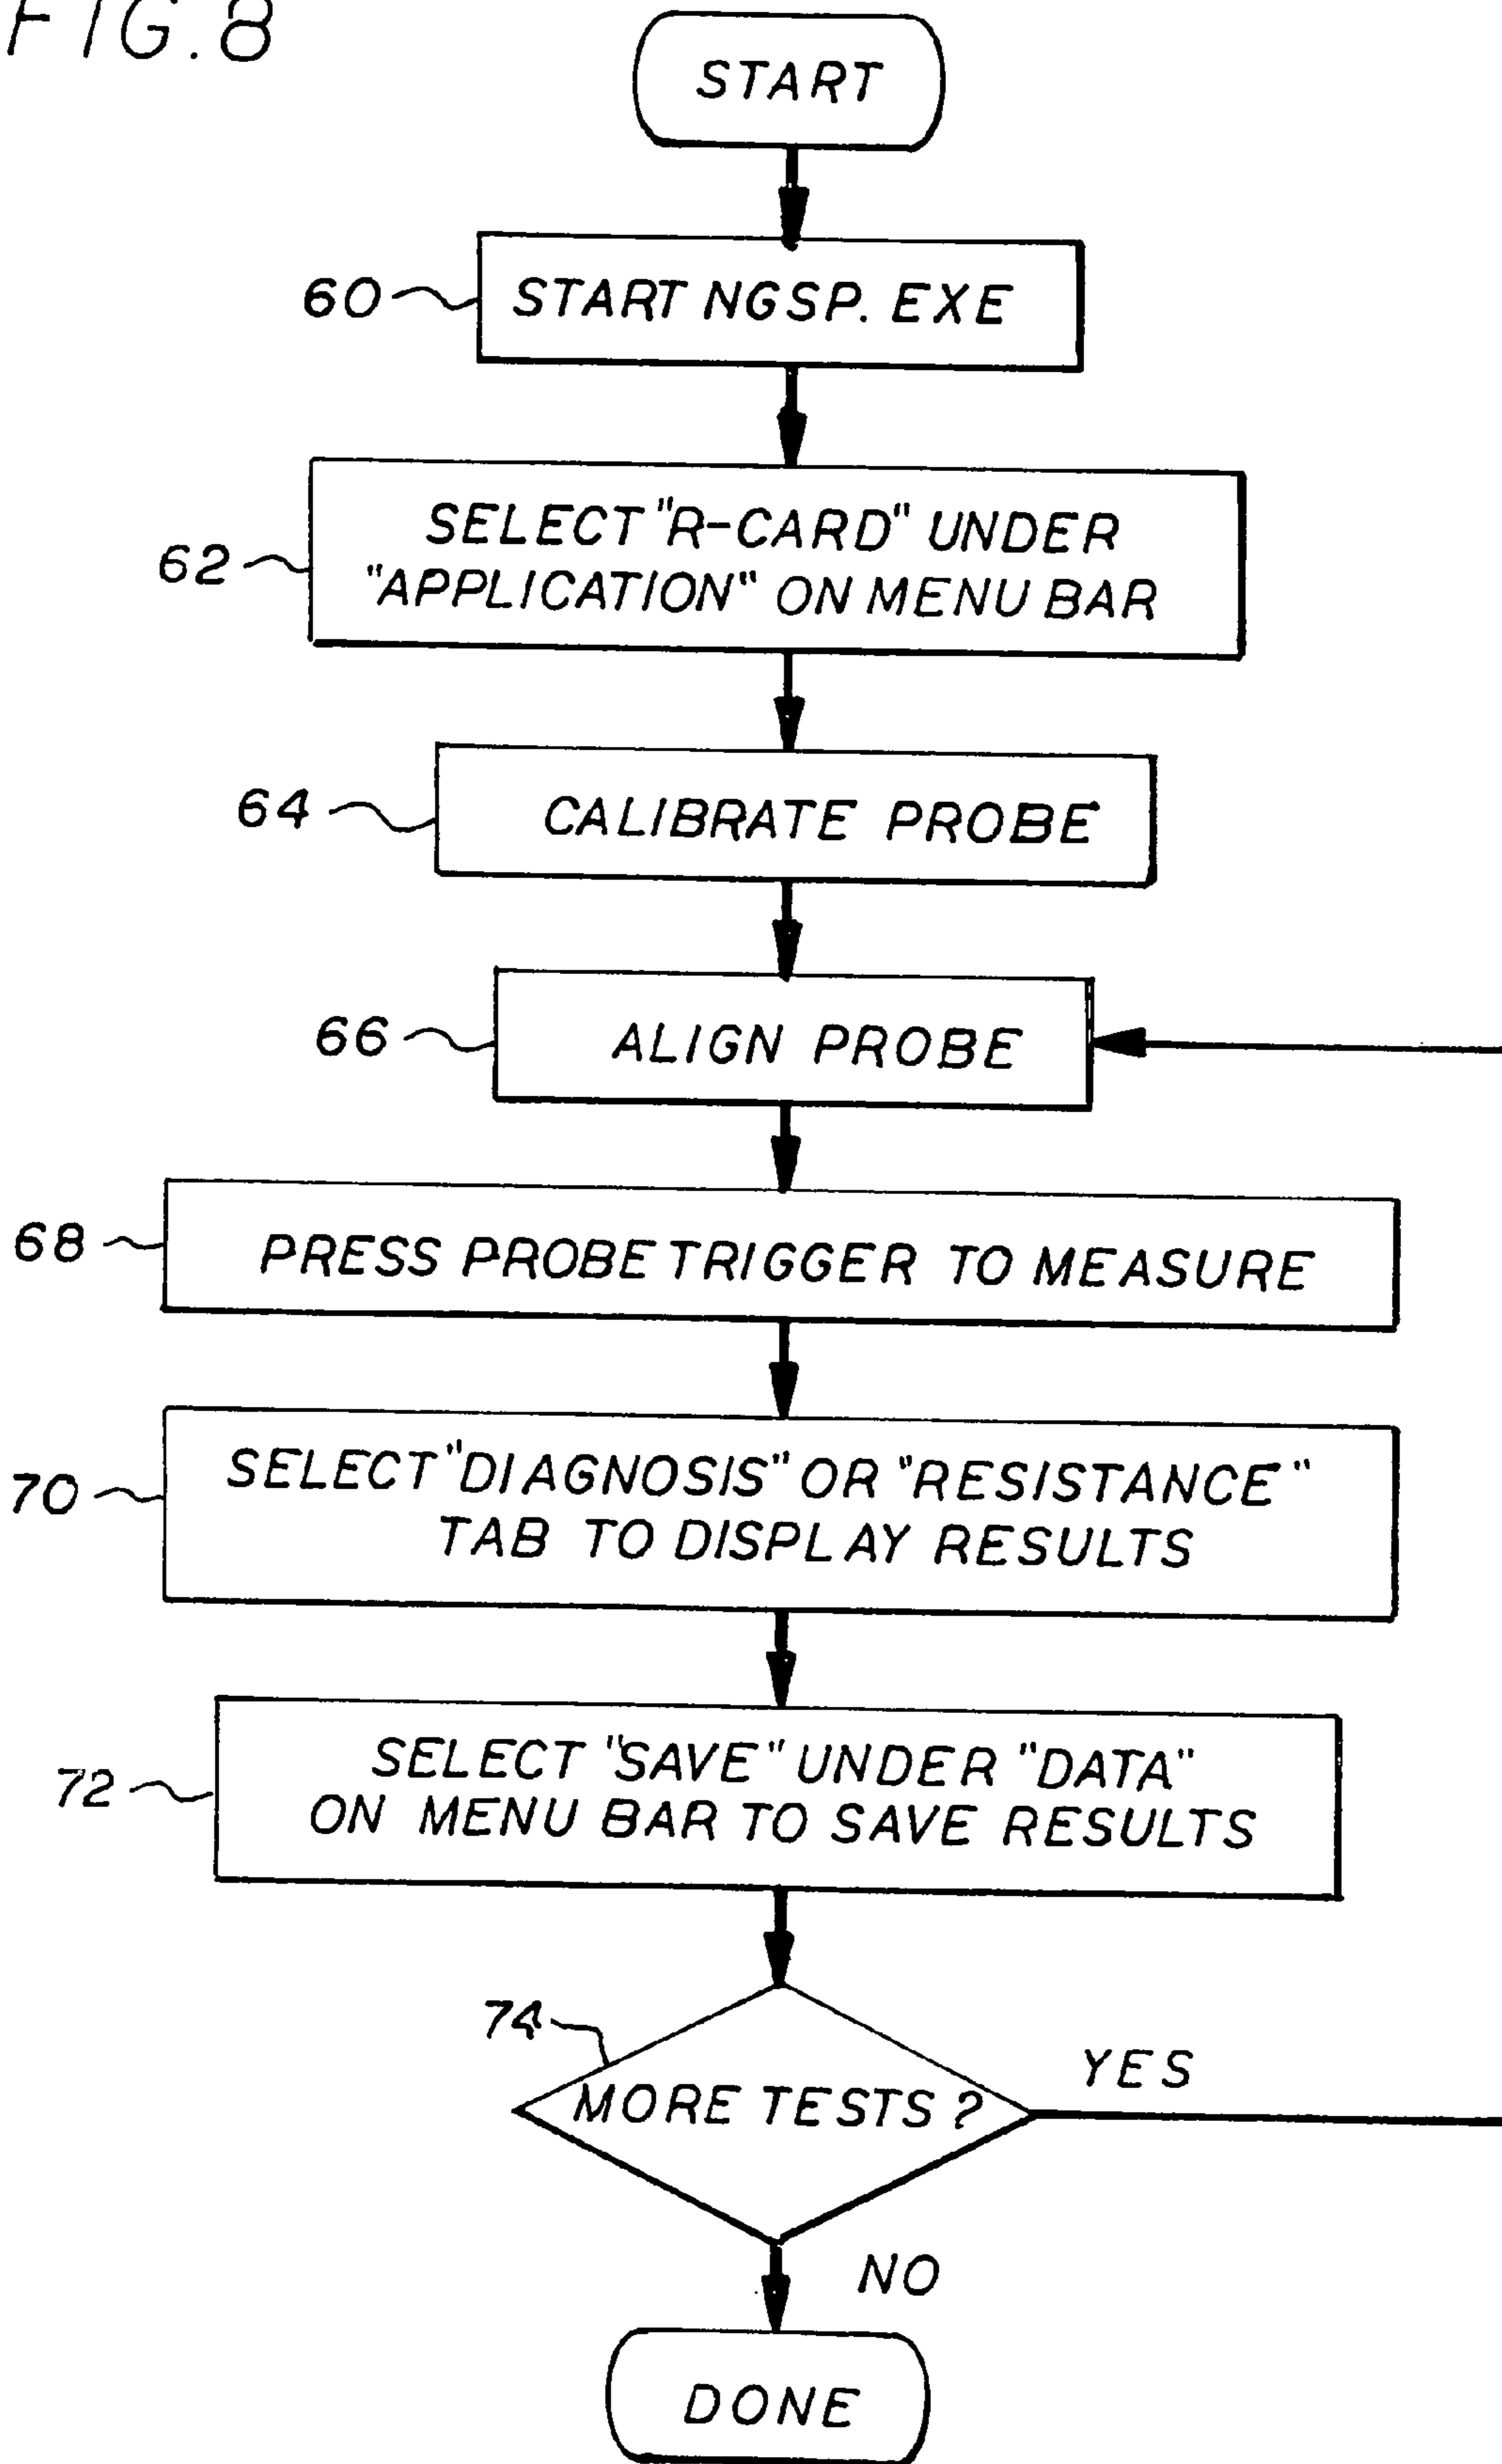 FIG.8
START
60
START NGSP. EXE
62
SELECT "R-CARD" UNDER
"APPLICATION" ON MENU BAR
64
CALIBRATE PROBE
66
ALIGN PROBE
68
PRESS PROBE TRIGGER TO MEASURE
70
SELECT "DIAGNOSIS" OR "RESISTANCE"
TAB TO DISPLAY RESULTS
72
SELECT "SAVE" UNDER "DATA"
ON MENU BAR TO SAVE RESULTS
74
MORE TESTS ?
YES
NO
DONE